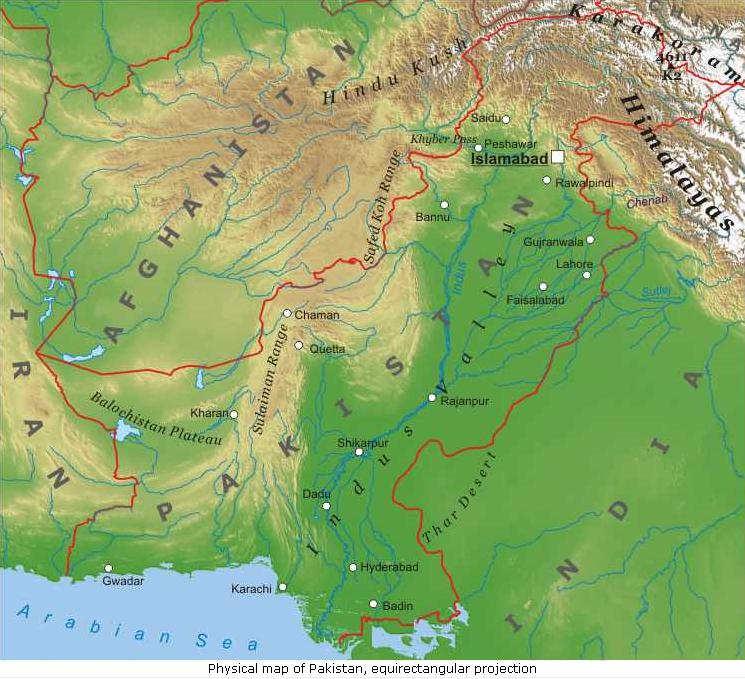 Karakoram
CHINA
4611
K2
Hindu Kush
AFGHANISTAN
Himalayas
Saidu
Khyber Pass
Peshawar
Islamabad
Rawalpindi
Safed Koh Range
Bannu
Chenab
Gujranwala
Lahore
Faisalabad
Indus
Sutlej
Indus Valley
PAKISTAN
IRAN
INDIA
Chaman
Quetta
Sulaiman Range
Balochistan Plateau
Kharan
Rajanpur
Shikarpur
Dadu
Thar Desert
Hyderabad
Gwadar
Karachi
Badin
Arabian Sea
Physical map of Pakistan, equirectangular projection